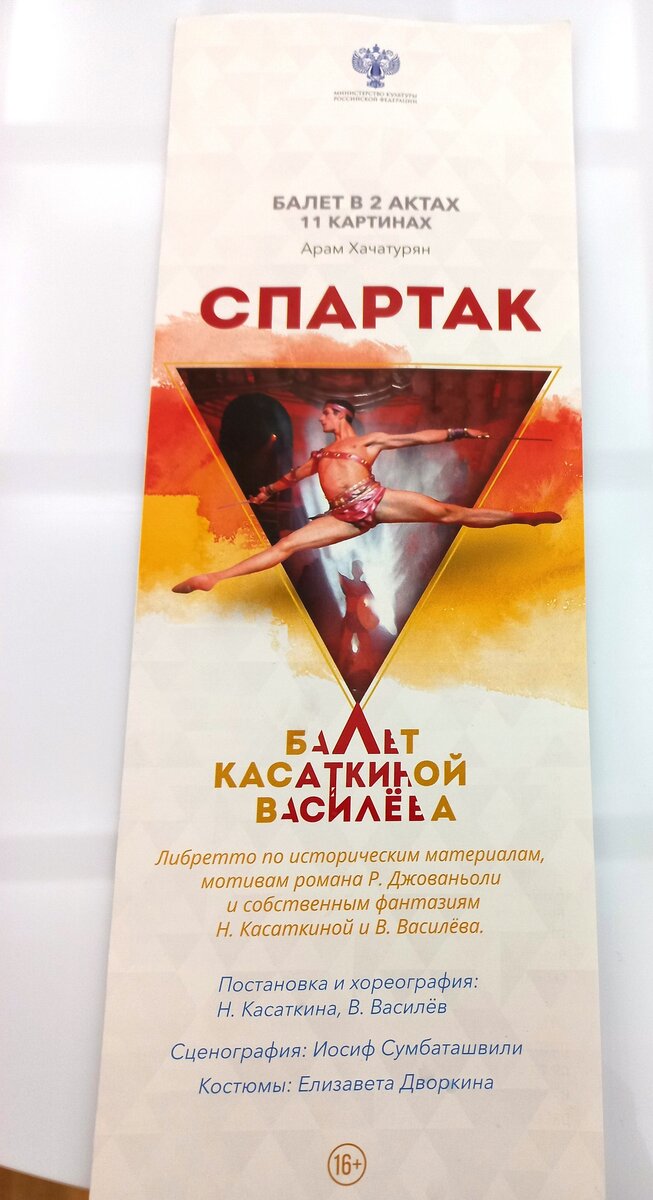 МИНИСТЕРСТВО КУЛЬТУРЫ
РОССИЙСКОЙ ФЕДЕРАЦИИ
БАЛЕТ В 2 АКТАХ
11 КАРТИНАХ
Арам Хачатурян
СПАРТАК
БАЛЕТ
КАСАТКИНОЙ
ВАСИЛЁВА
Либретто по историческим материалам,
мотивам романа Р. Джованьоли
и собственным фантазиям
Н. Касаткиной и В. Василёва.
Постановка и хореография:
Н. Касаткина, В. Василёв
Сценография: Иосиф Сумбаташвили
Костюмы: Елизавета Дворкина
16+